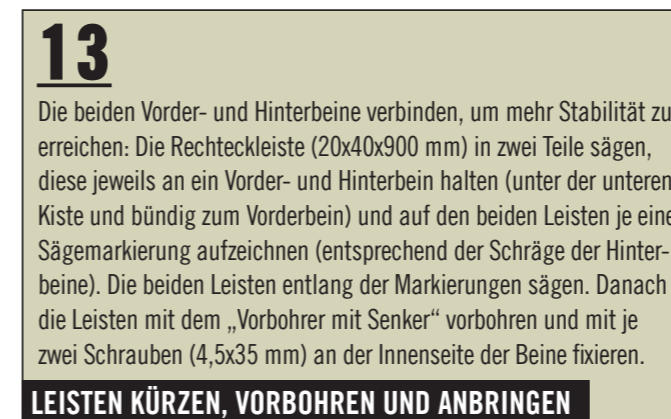 13
Die beiden Vorder- und Hinterbeine verbinden, um mehr Stabilität zu
erreichen: Die Rechteckleiste (20x40x900 mm) in zwei Teile sägen,
diese jeweils an ein Vorder- und Hinterbein halten (unter der unteren
Kiste und bündig zum Vorderbein) und auf den beiden Leisten je eine
Sägemarkierung aufzeichnen (entsprechend der Schräge der Hinter-
beine). Die beiden Leisten entlang der Markierungen sägen. Danach
die Leisten mit dem „Vorbohrer mit Senker“ vorbohren und mit je
zwei Schrauben (4,5x35 mm) an der Innenseite der Beine fixieren.
LEISTEN KÜRZEN, VORBOHREN UND ANBRINGEN